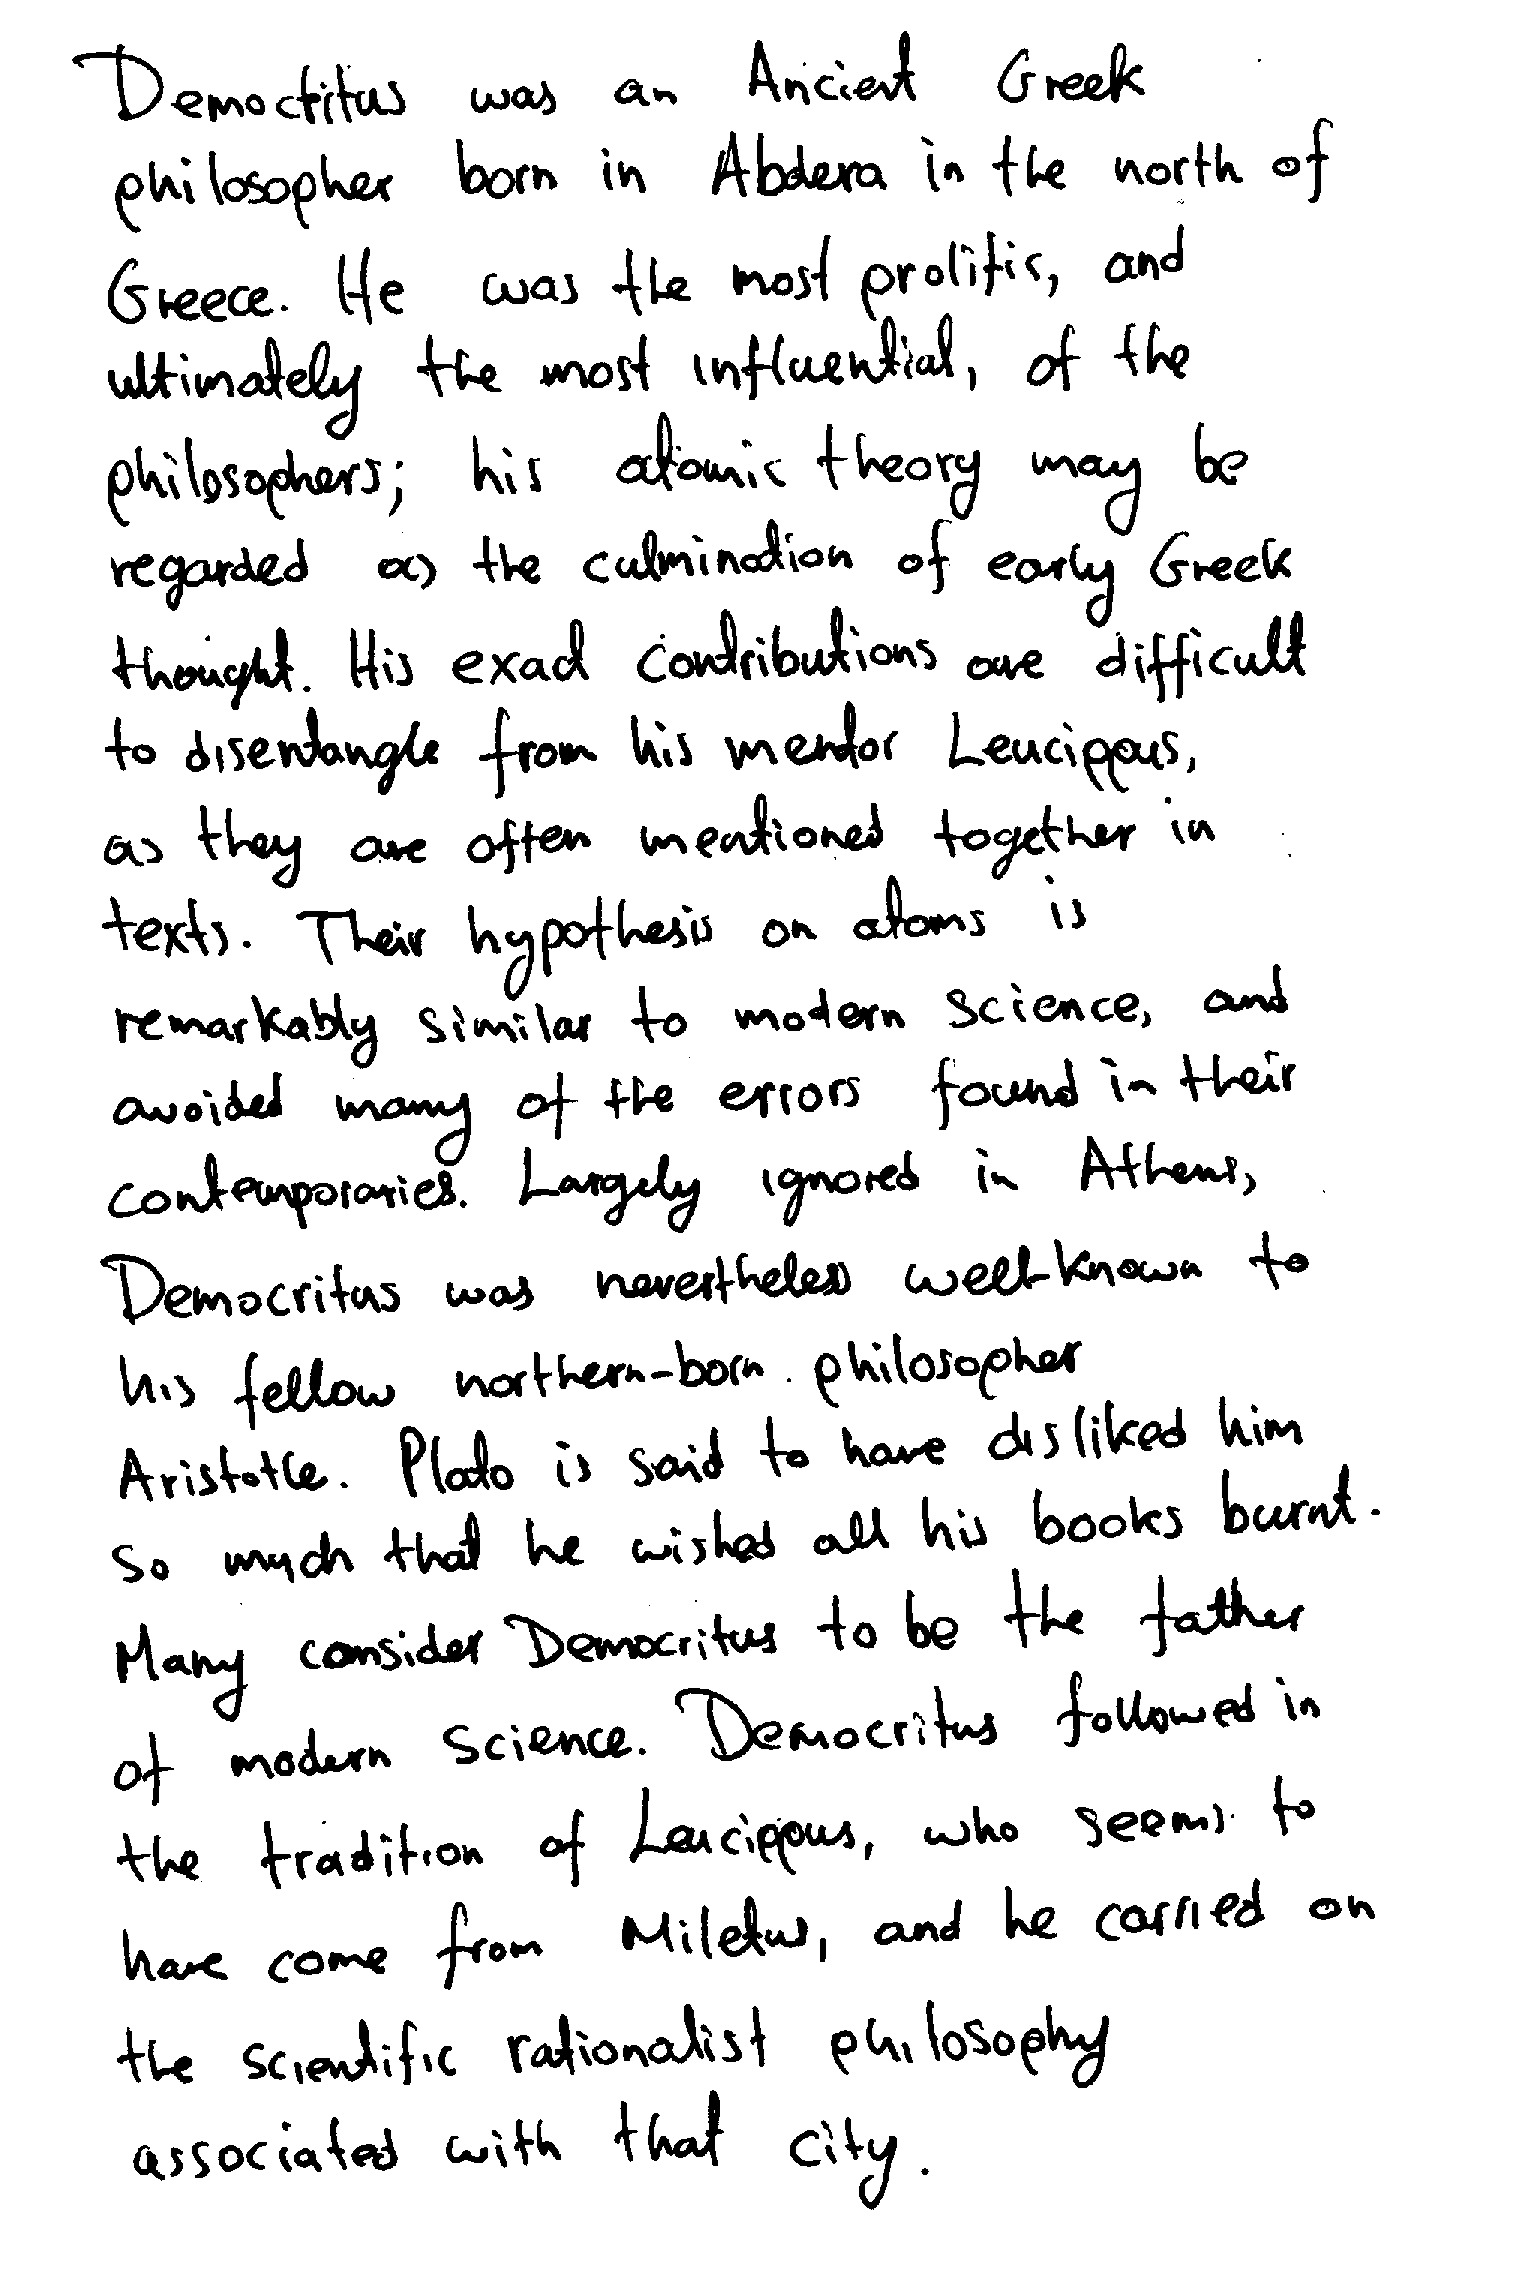 Democritus was an Ancient Greek
philosopher born in Abdera in the north of
Greece. He was the most prolific, and
ultimately the most influential, of the
philosophers; his atomic theory may be
regarded as the culmination of early Greek
thought. His exact contributions are difficult
to disentangle from his mentor Leucippus,
as they are often mentioned together in
texts. Their hypothesis on atoms is
remarkably similar to modern science, and
avoided many of the errors found in their
contemporaries. Largely ignored in Athens,
Democritus was nevertheless well-known to
his fellow northern-born philosopher
Aristotle. Plato is said to have disliked him
so much that he wished all his books burnt.
Many consider Democritus to be the father
of modern science. Democritus followed in
the tradition of Leucippus, who seems to
have come from Miletus, and he carried on
the scientific rationalist philosophy
associated with that city.